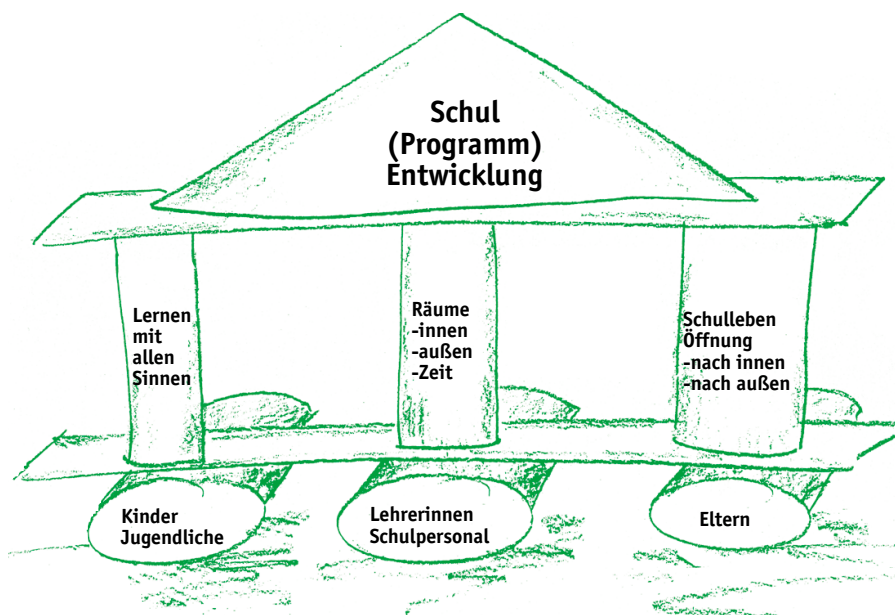 Schul
(Programm)
Entwicklung
Lernen
mit
allen
Sinnen
Räume
-innen
-außen
-Zeit
Schulleben
Öffnung
-nach innen
-nach außen
Kinder
Jugendliche
Lehrerinnen
Schulpersonal
Eltern